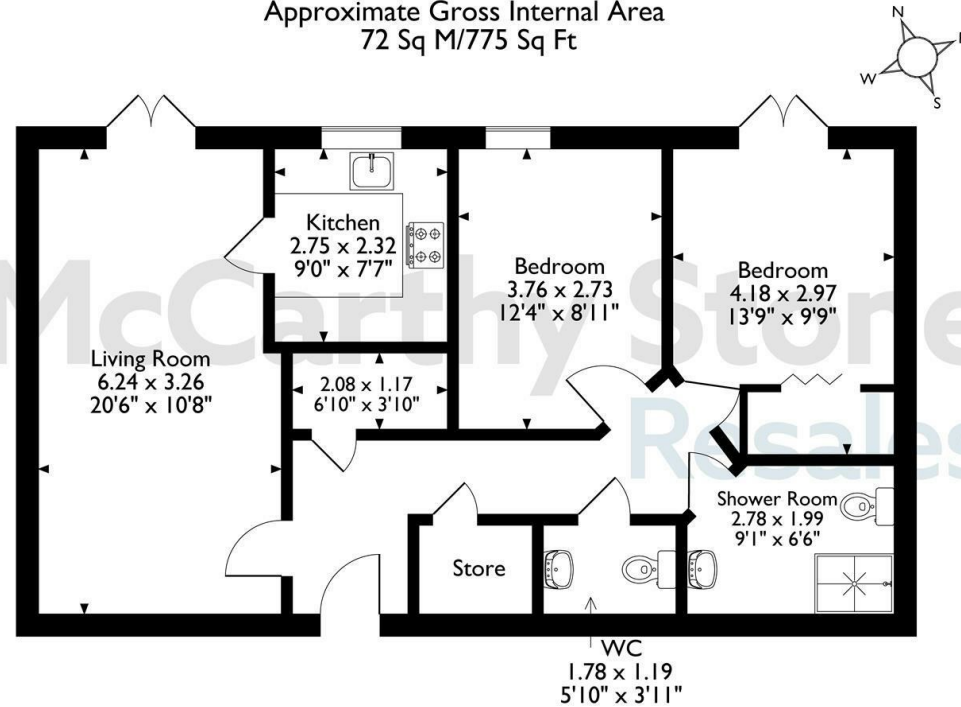 Approximate Gross Internal Area
72 Sq M/775 Sq Ft
N
W
S
McCarthy Stone
Resales
Kitchen
2.75 x 2.32
9'0" x 7'7"
Bedroom
3.76 x 2.73
12'4" x 8'11"
Bedroom
4.18 x 2.97
13'9" x 9'9"
Living Room
6.24 x 3.26
20'6" x 10'8"
2.08 x 1.17
6'10" x 3'10"
Shower Room
2.78 x 1.99
9'1" x 6'6"
Store
WC
1.78 x 1.19
5'10" x 3'11"